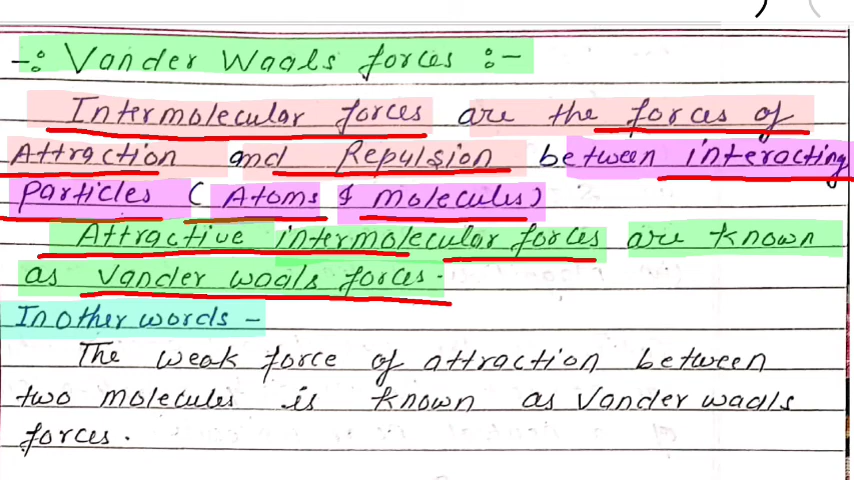 -: Vander Waals forces :-
Intermolecular forces are the forces of
Attraction and Repulsion between interacting
Particles (Atoms & molecules)
Attractive intermolecular forces are known
as Vander waals forces.
In other words -
The weak force of attraction between
two molecules is known as Vander waals
forces.